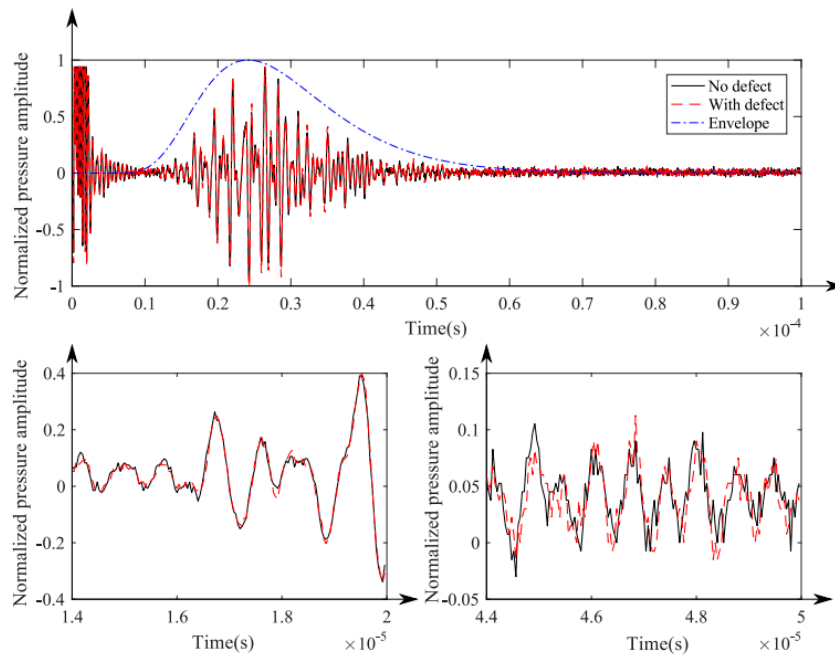 Normalized pressure amplitude
1
0.5
0
-0.5
-1
No defect
With defect
Envelope
0 0.1 0.2 0.3 0.4 0.5 0.6 0.7 0.8 0.9 1
Time(s)
×10⁻⁴
Normalized pressure amplitude
0.4
0.2
0
-0.2
-0.4
1.4 1.6 1.8 2
Time(s)
×10⁻⁵
Normalized pressure amplitude
0.15
0.1
0.05
0
-0.05
4.4 4.6 4.8 5
Time(s)
×10⁻⁵